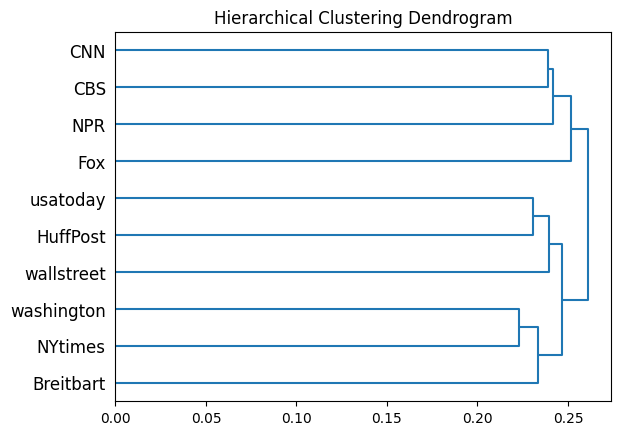 Hierarchical Clustering Dendrogram
CNN
CBS
NPR
Fox
usatoday
HuffPost
wallstreet
washington
NYtimes
Breitbart
0.00 0.05 0.10 0.15 0.20 0.25